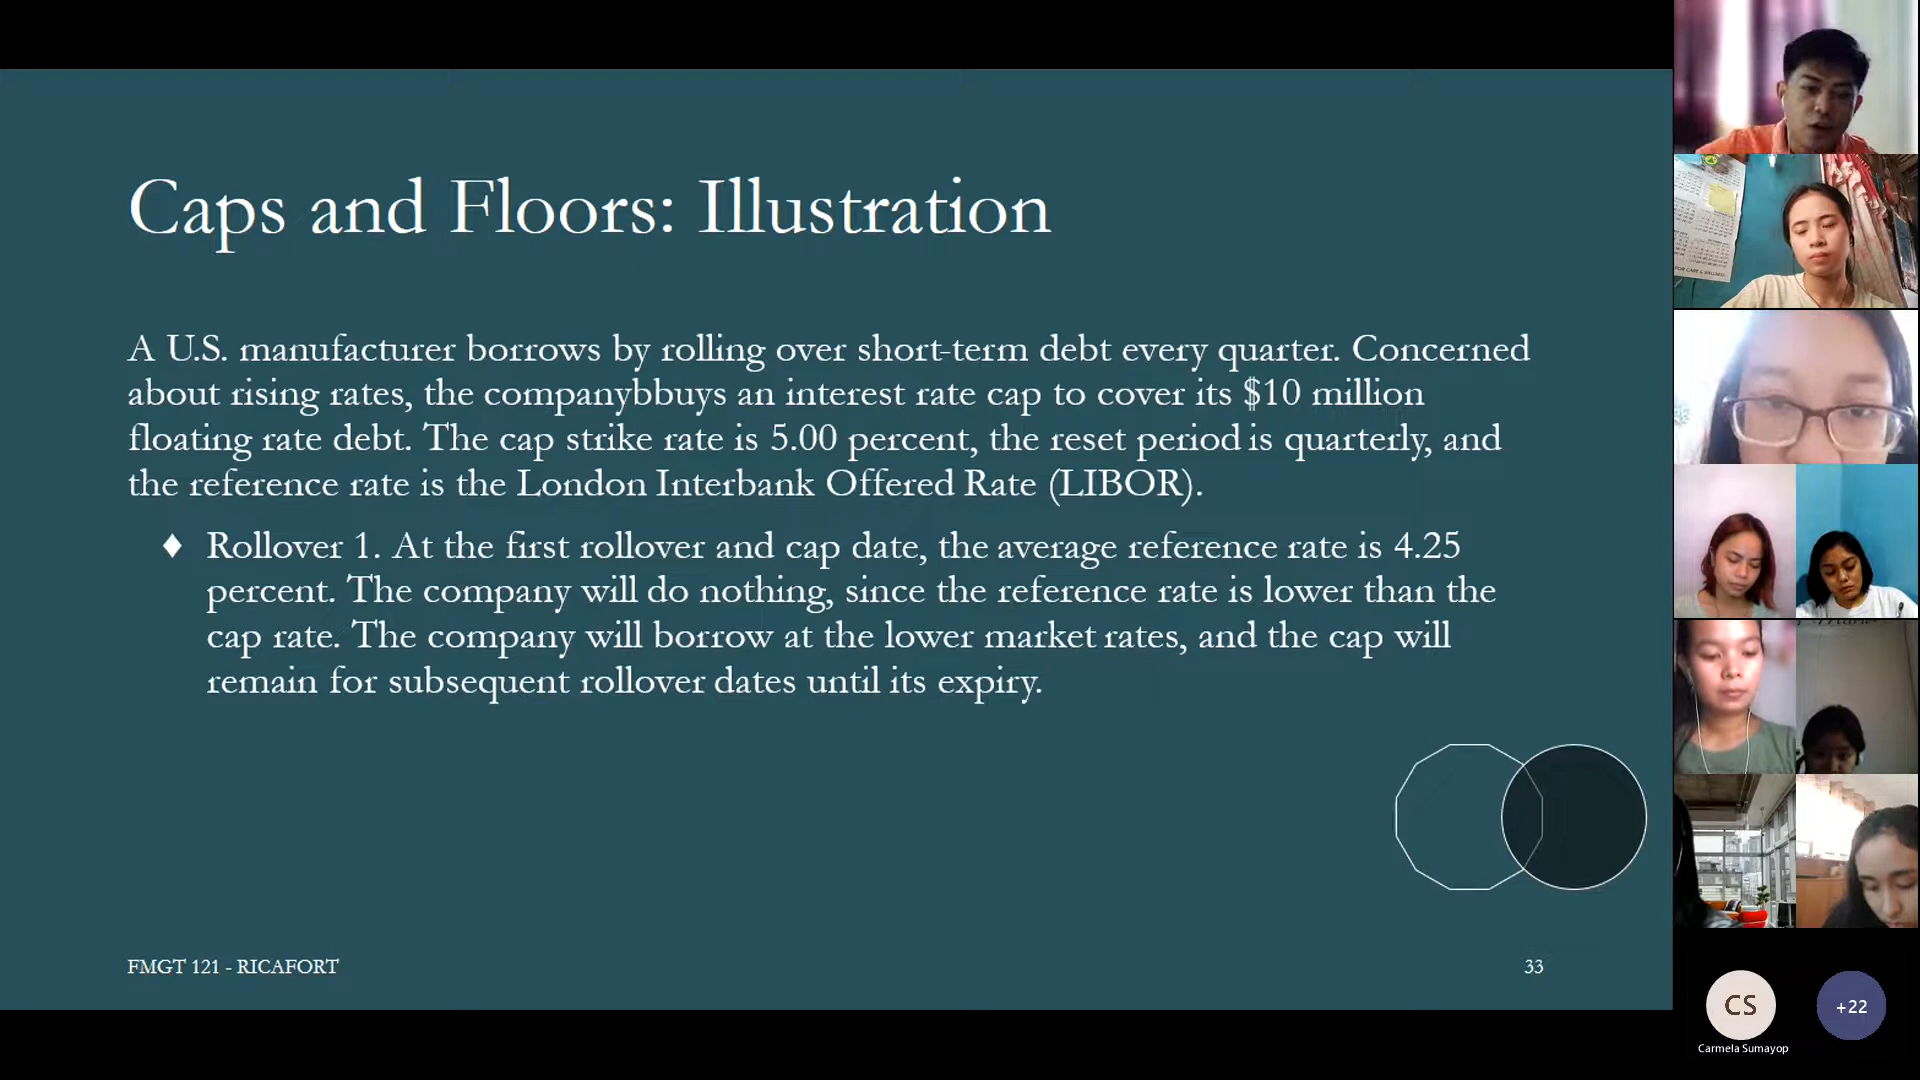 Caps and Floors: Illustration
A U.S. manufacturer borrows by rolling over short-term debt every quarter. Concerned
about rising rates, the companybbuys an interest rate cap to cover its $10 million
floating rate debt. The cap strike rate is 5.00 percent, the reset period is quarterly, and
the reference rate is the London Interbank Offered Rate (LIBOR).
♦ Rollover 1. At the first rollover and cap date, the average reference rate is 4.25
percent. The company will do nothing, since the reference rate is lower than the
cap rate. The company will borrow at the lower market rates, and the cap will
remain for subsequent rollover dates until its expiry.
FMGT 121 - RICAFORT
33
CS
+22
Carmela Sumayop